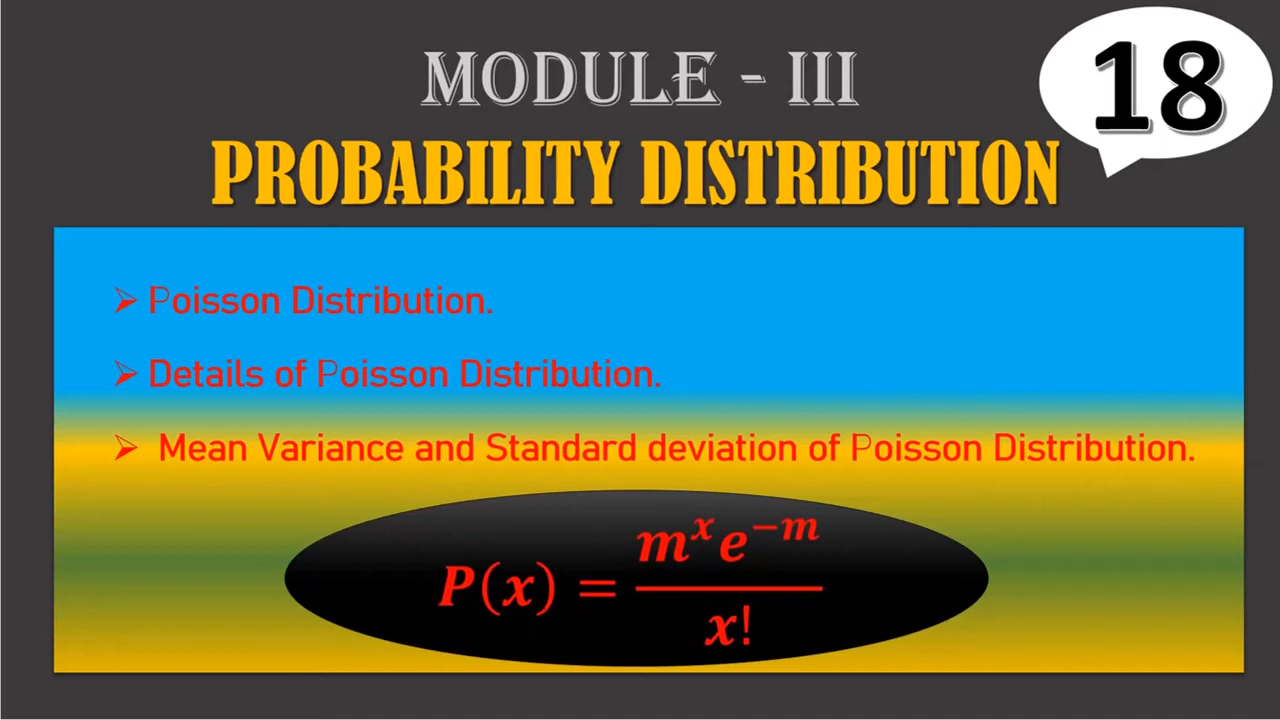 MODULE - III
18
PROBABILITY DISTRIBUTION
➢ Poisson Distribution.
➢ Details of Poisson Distribution.
➢ Mean Variance and Standard deviation of Poisson Distribution.
P(x) = m^x e^{-m} / x!